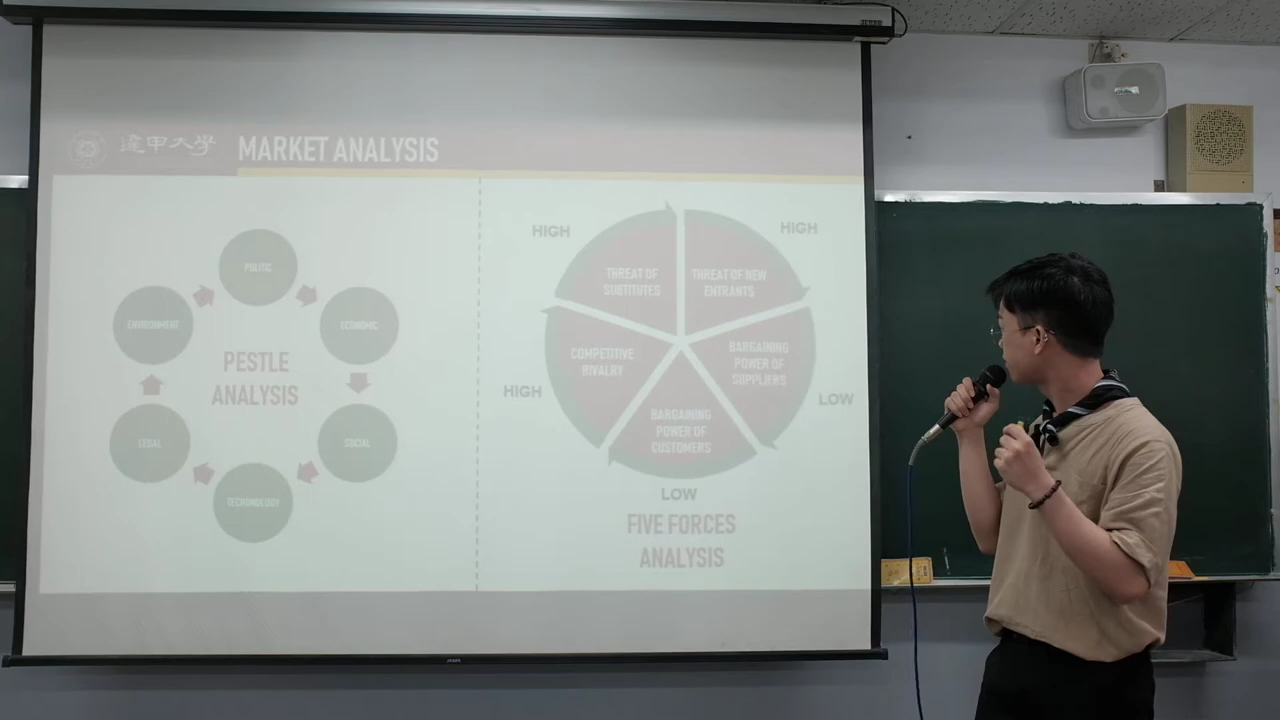 逢甲大學
MARKET ANALYSIS
POLITIC
ENVIRONMENT
ECONOMIC
PESTLE
ANALYSIS
LEGAL
SOCIAL
TECHNOLOGY
HIGH
HIGH
THREAT OF
SUBTITUTES
THREAT OF NEW
ENTRANTS
COMPETITIVE
RIVALRY
BARGAINING
POWER OF
SUPPLIERS
HIGH
LOW
BARGAINING
POWER OF
CUSTOMERS
LOW
FIVE FORCES
ANALYSIS